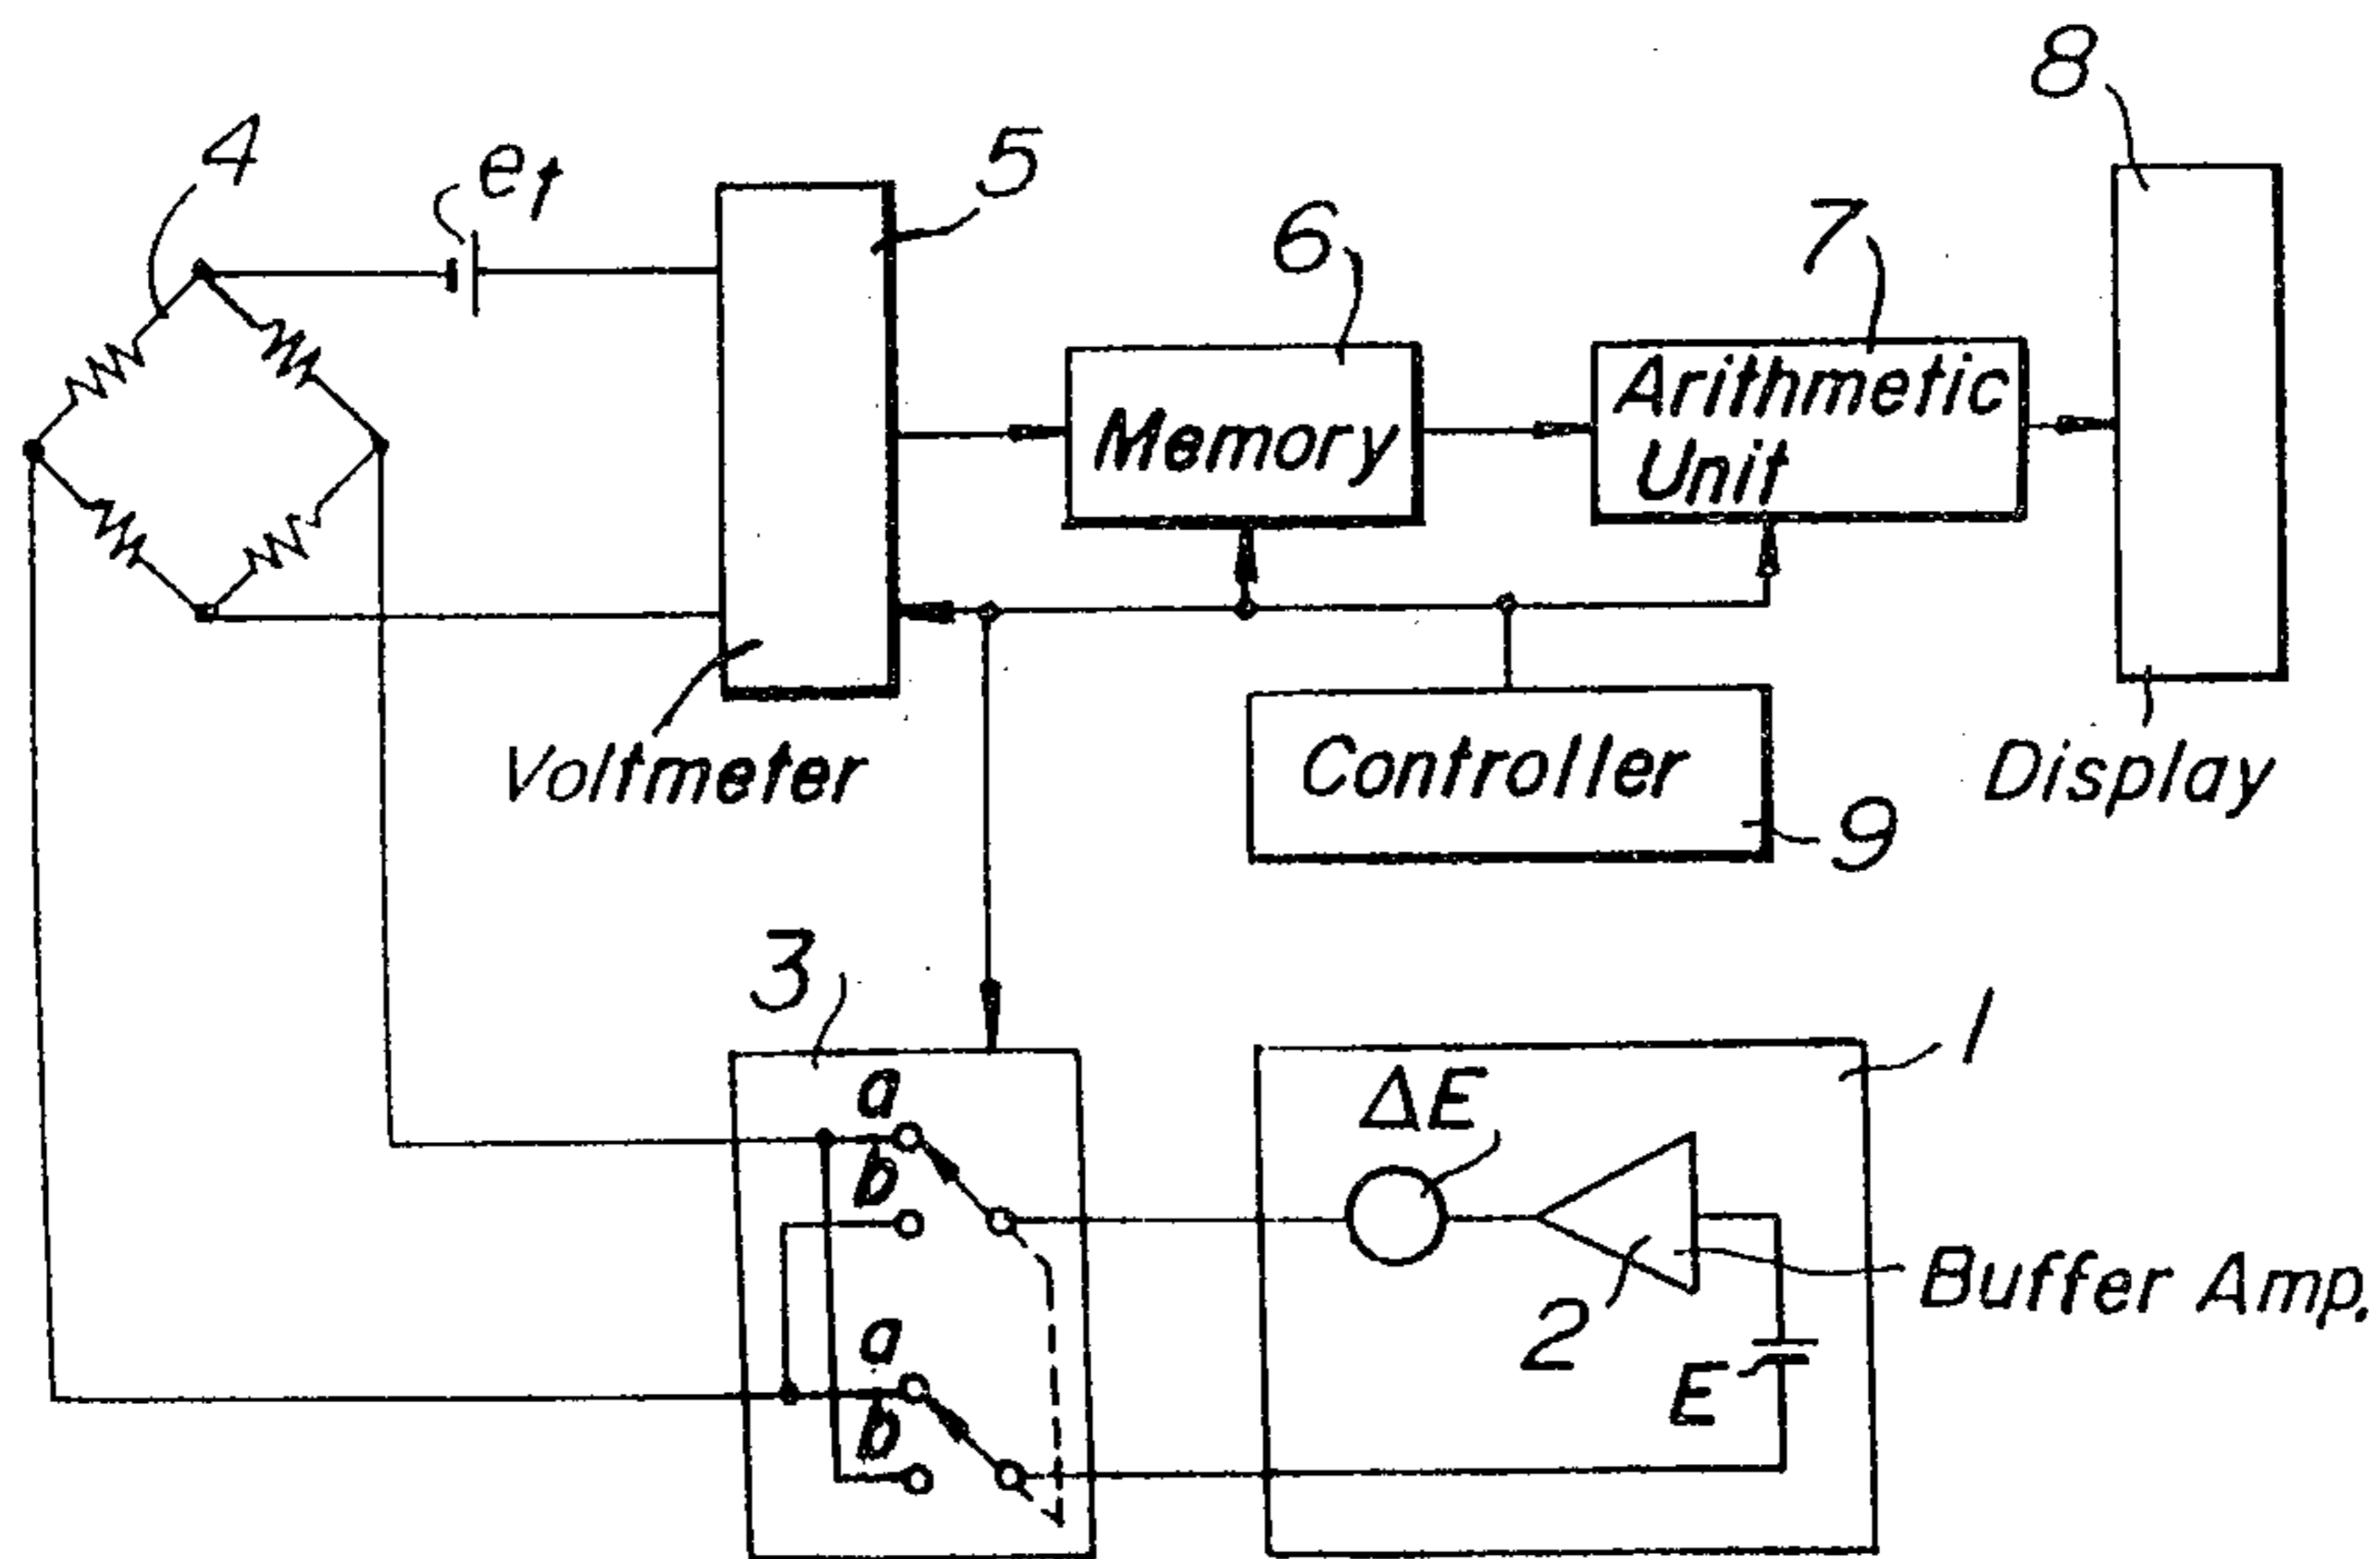 8
4
et
5
6
7
Memory
Arithmetic
Unit
Voltmeter
Controller
Display
9
3
1
a
ΔE
b
Buffer Amp.
2
a
E
b